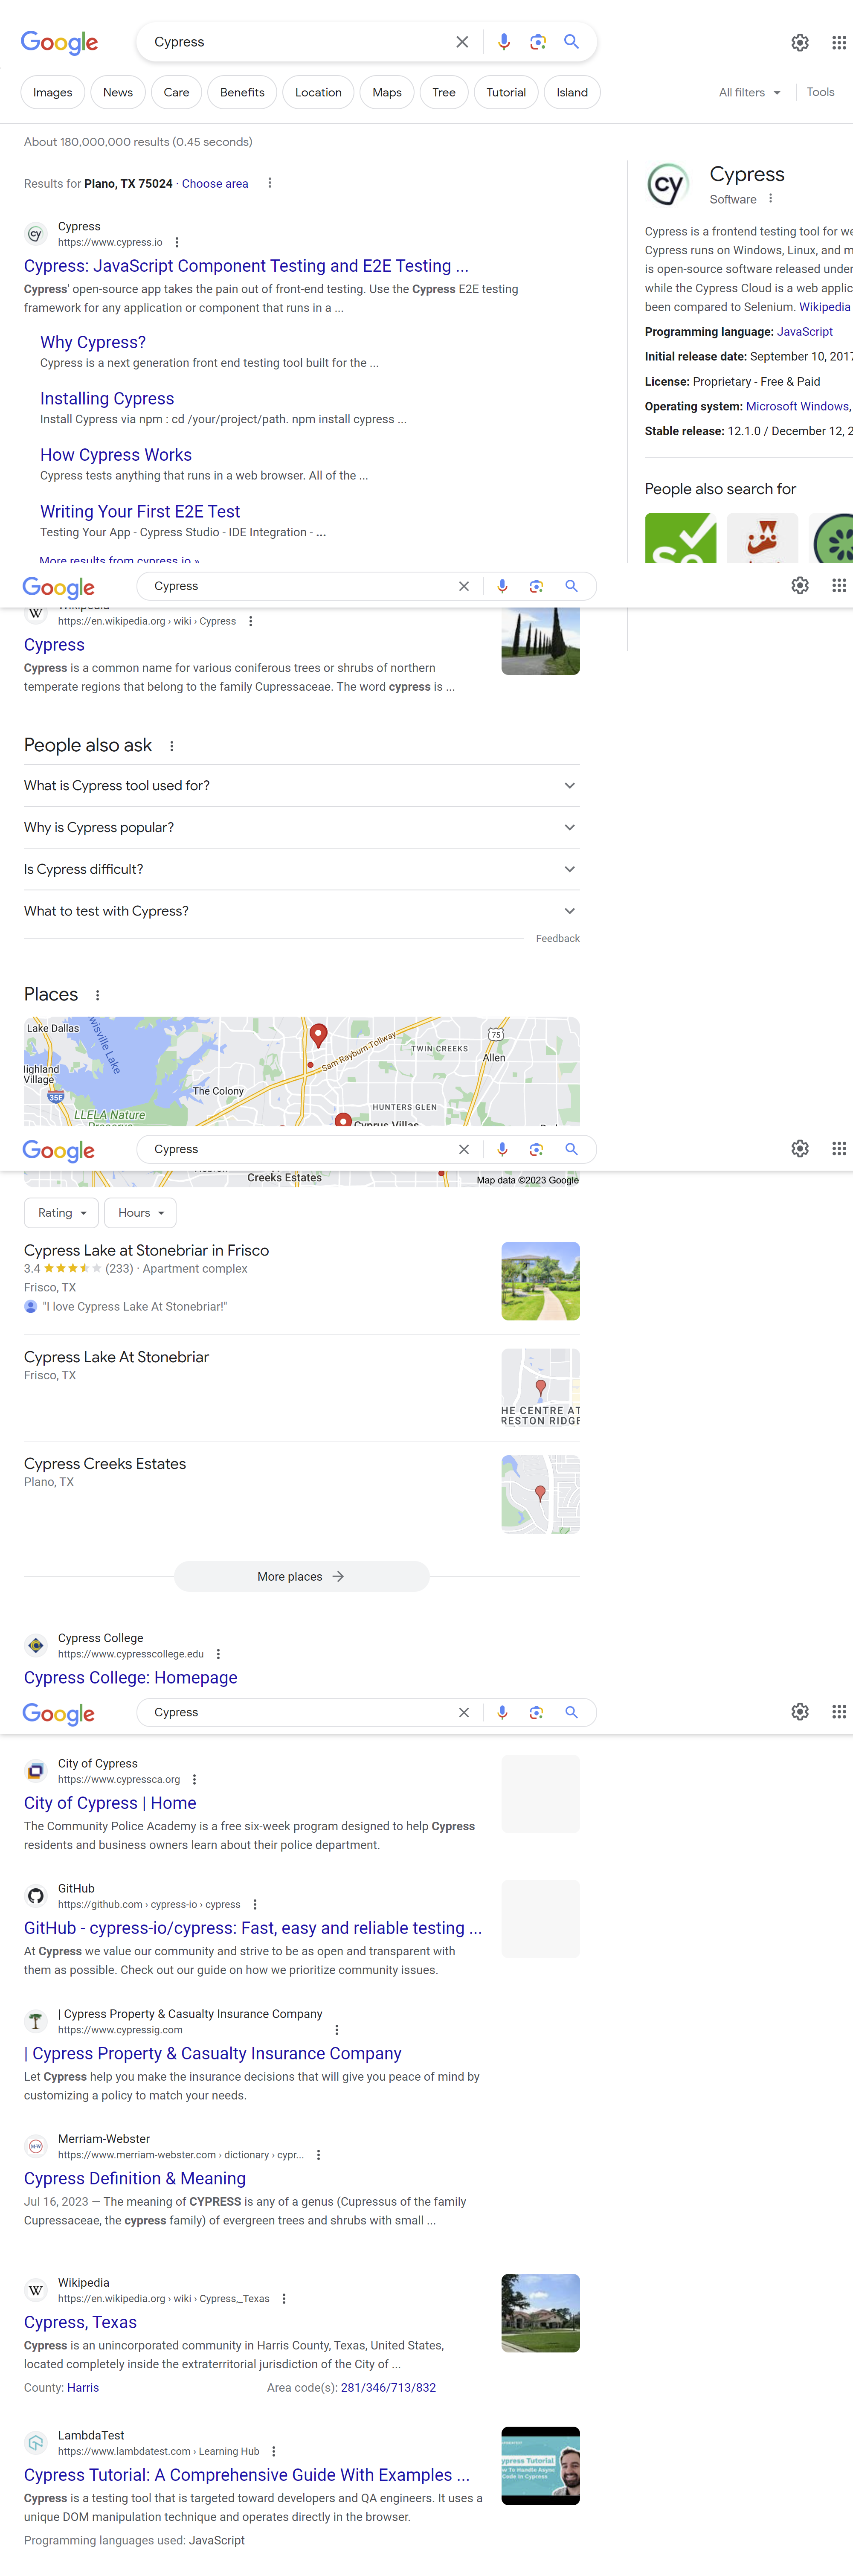 Google
Cypress
Images
News
Care
Benefits
Location
Maps
Tree
Tutorial
Island
All filters
Tools
About 180,000,000 results (0.45 seconds)
Results for Plano, TX 75024 · Choose area
Cypress
https://www.cypress.io
Cypress: JavaScript Component Testing and E2E Testing ...
Cypress' open-source app takes the pain out of front-end testing. Use the Cypress E2E testing
framework for any application or component that runs in a ...
Why Cypress?
Cypress is a next generation front end testing tool built for the ...
Installing Cypress
Install Cypress via npm : cd /your/project/path. npm install cypress ...
How Cypress Works
Cypress tests anything that runs in a web browser. All of the ...
Writing Your First E2E Test
Testing Your App - Cypress Studio - IDE Integration - ...
More results from cypress.io »
cy
Cypress
Software
Cypress is a frontend testing tool for we
Cypress runs on Windows, Linux, and m
is open-source software released under
while the Cypress Cloud is a web applic
been compared to Selenium. Wikipedia
Programming language: JavaScript
Initial release date: September 10, 2017
License: Proprietary - Free & Paid
Operating system: Microsoft Windows,
Stable release: 12.1.0 / December 12, 2
People also search for
Se
Google
Cypress
Wikipedia
https://en.wikipedia.org › wiki › Cypress
Cypress
Cypress is a common name for various coniferous trees or shrubs of northern
temperate regions that belong to the family Cupressaceae. The word cypress is ...
People also ask
What is Cypress tool used for?
Why is Cypress popular?
Is Cypress difficult?
What to test with Cypress?
Feedback
Places
Lake Dallas
wisville Lake
Sam Rayburn Tollway
75
TWIN CREEKS
Allen
Highland
Village
35E
The Colony
HUNTERS GLEN
LLELA Nature
Preserve
Cyprus Villas
Google
Cypress
Creeks Estates
Map data ©2023 Google
Rating
Hours
Cypress Lake at Stonebriar in Frisco
3.4 (233) · Apartment complex
Frisco, TX
"I love Cypress Lake At Stonebriar!"
Cypress Lake At Stonebriar
Frisco, TX
HE CENTRE AT
RESTON RIDGE
Cypress Creeks Estates
Plano, TX
More places
Cypress College
https://www.cypresscollege.edu
Cypress College: Homepage
Google
Cypress
City of Cypress
https://www.cypressca.org
City of Cypress | Home
The Community Police Academy is a free six-week program designed to help Cypress
residents and business owners learn about their police department.
GitHub
https://github.com › cypress-io › cypress
GitHub - cypress-io/cypress: Fast, easy and reliable testing ...
At Cypress we value our community and strive to be as open and transparent with
them as possible. Check out our guide on how we prioritize community issues.
| Cypress Property & Casualty Insurance Company
https://www.cypressig.com
| Cypress Property & Casualty Insurance Company
Let Cypress help you make the insurance decisions that will give you peace of mind by
customizing a policy to match your needs.
Merriam-Webster
https://www.merriam-webster.com › dictionary › cypr...
Cypress Definition & Meaning
Jul 16, 2023 — The meaning of CYPRESS is any of a genus (Cupressus of the family
Cupressaceae, the cypress family) of evergreen trees and shrubs with small ...
Wikipedia
https://en.wikipedia.org › wiki › Cypress,_Texas
Cypress, Texas
Cypress is an unincorporated community in Harris County, Texas, United States,
located completely inside the extraterritorial jurisdiction of the City of ...
County: Harris
Area code(s): 281/346/713/832
LambdaTest
https://www.lambdatest.com › Learning Hub
Cypress Tutorial: A Comprehensive Guide With Examples ...
Cypress is a testing tool that is targeted toward developers and QA engineers. It uses a
unique DOM manipulation technique and operates directly in the browser.
Programming languages used: JavaScript
ypress Tutorial
w To Handle Async
Code In Cypress